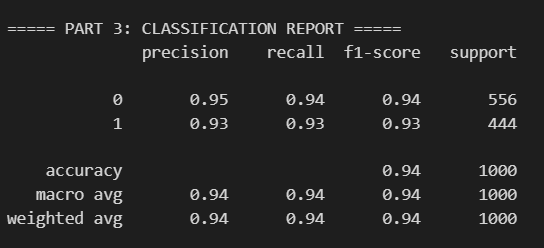 ===== PART 3: CLASSIFICATION REPORT =====
precision recall f1-score support
0 0.95 0.94 0.94 556
1 0.93 0.93 0.93 444
accuracy 0.94 1000
macro avg 0.94 0.94 0.94 1000
weighted avg 0.94 0.94 0.94 1000